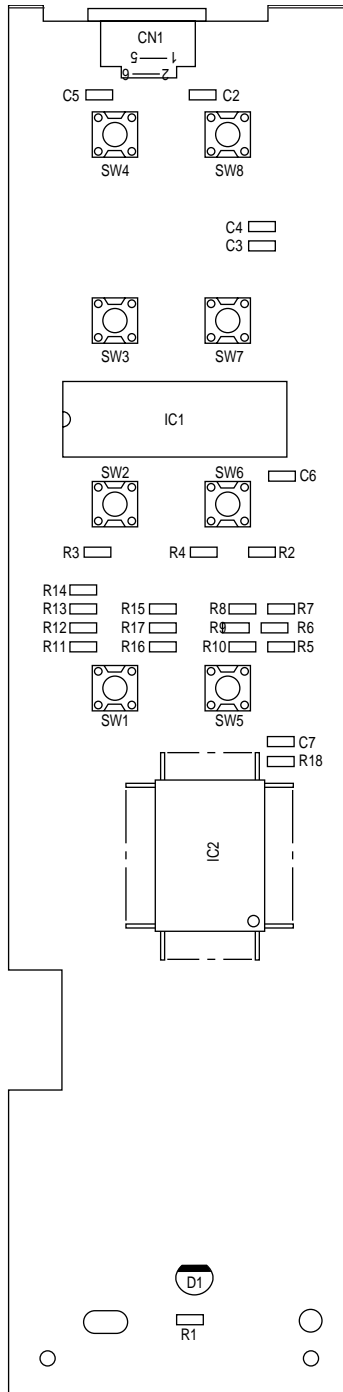 CN1
5 — 1
6 — 2
C5 C2
SW4 SW8
C4
C3
SW3 SW7
IC1
SW2 SW6
C6
R3 R4 R2
R14
R13 R15 R8 R7
R12 R17 R9 R6
R11 R16 R10 R5
SW1 SW5
C7
R18
IC2
D1
R1